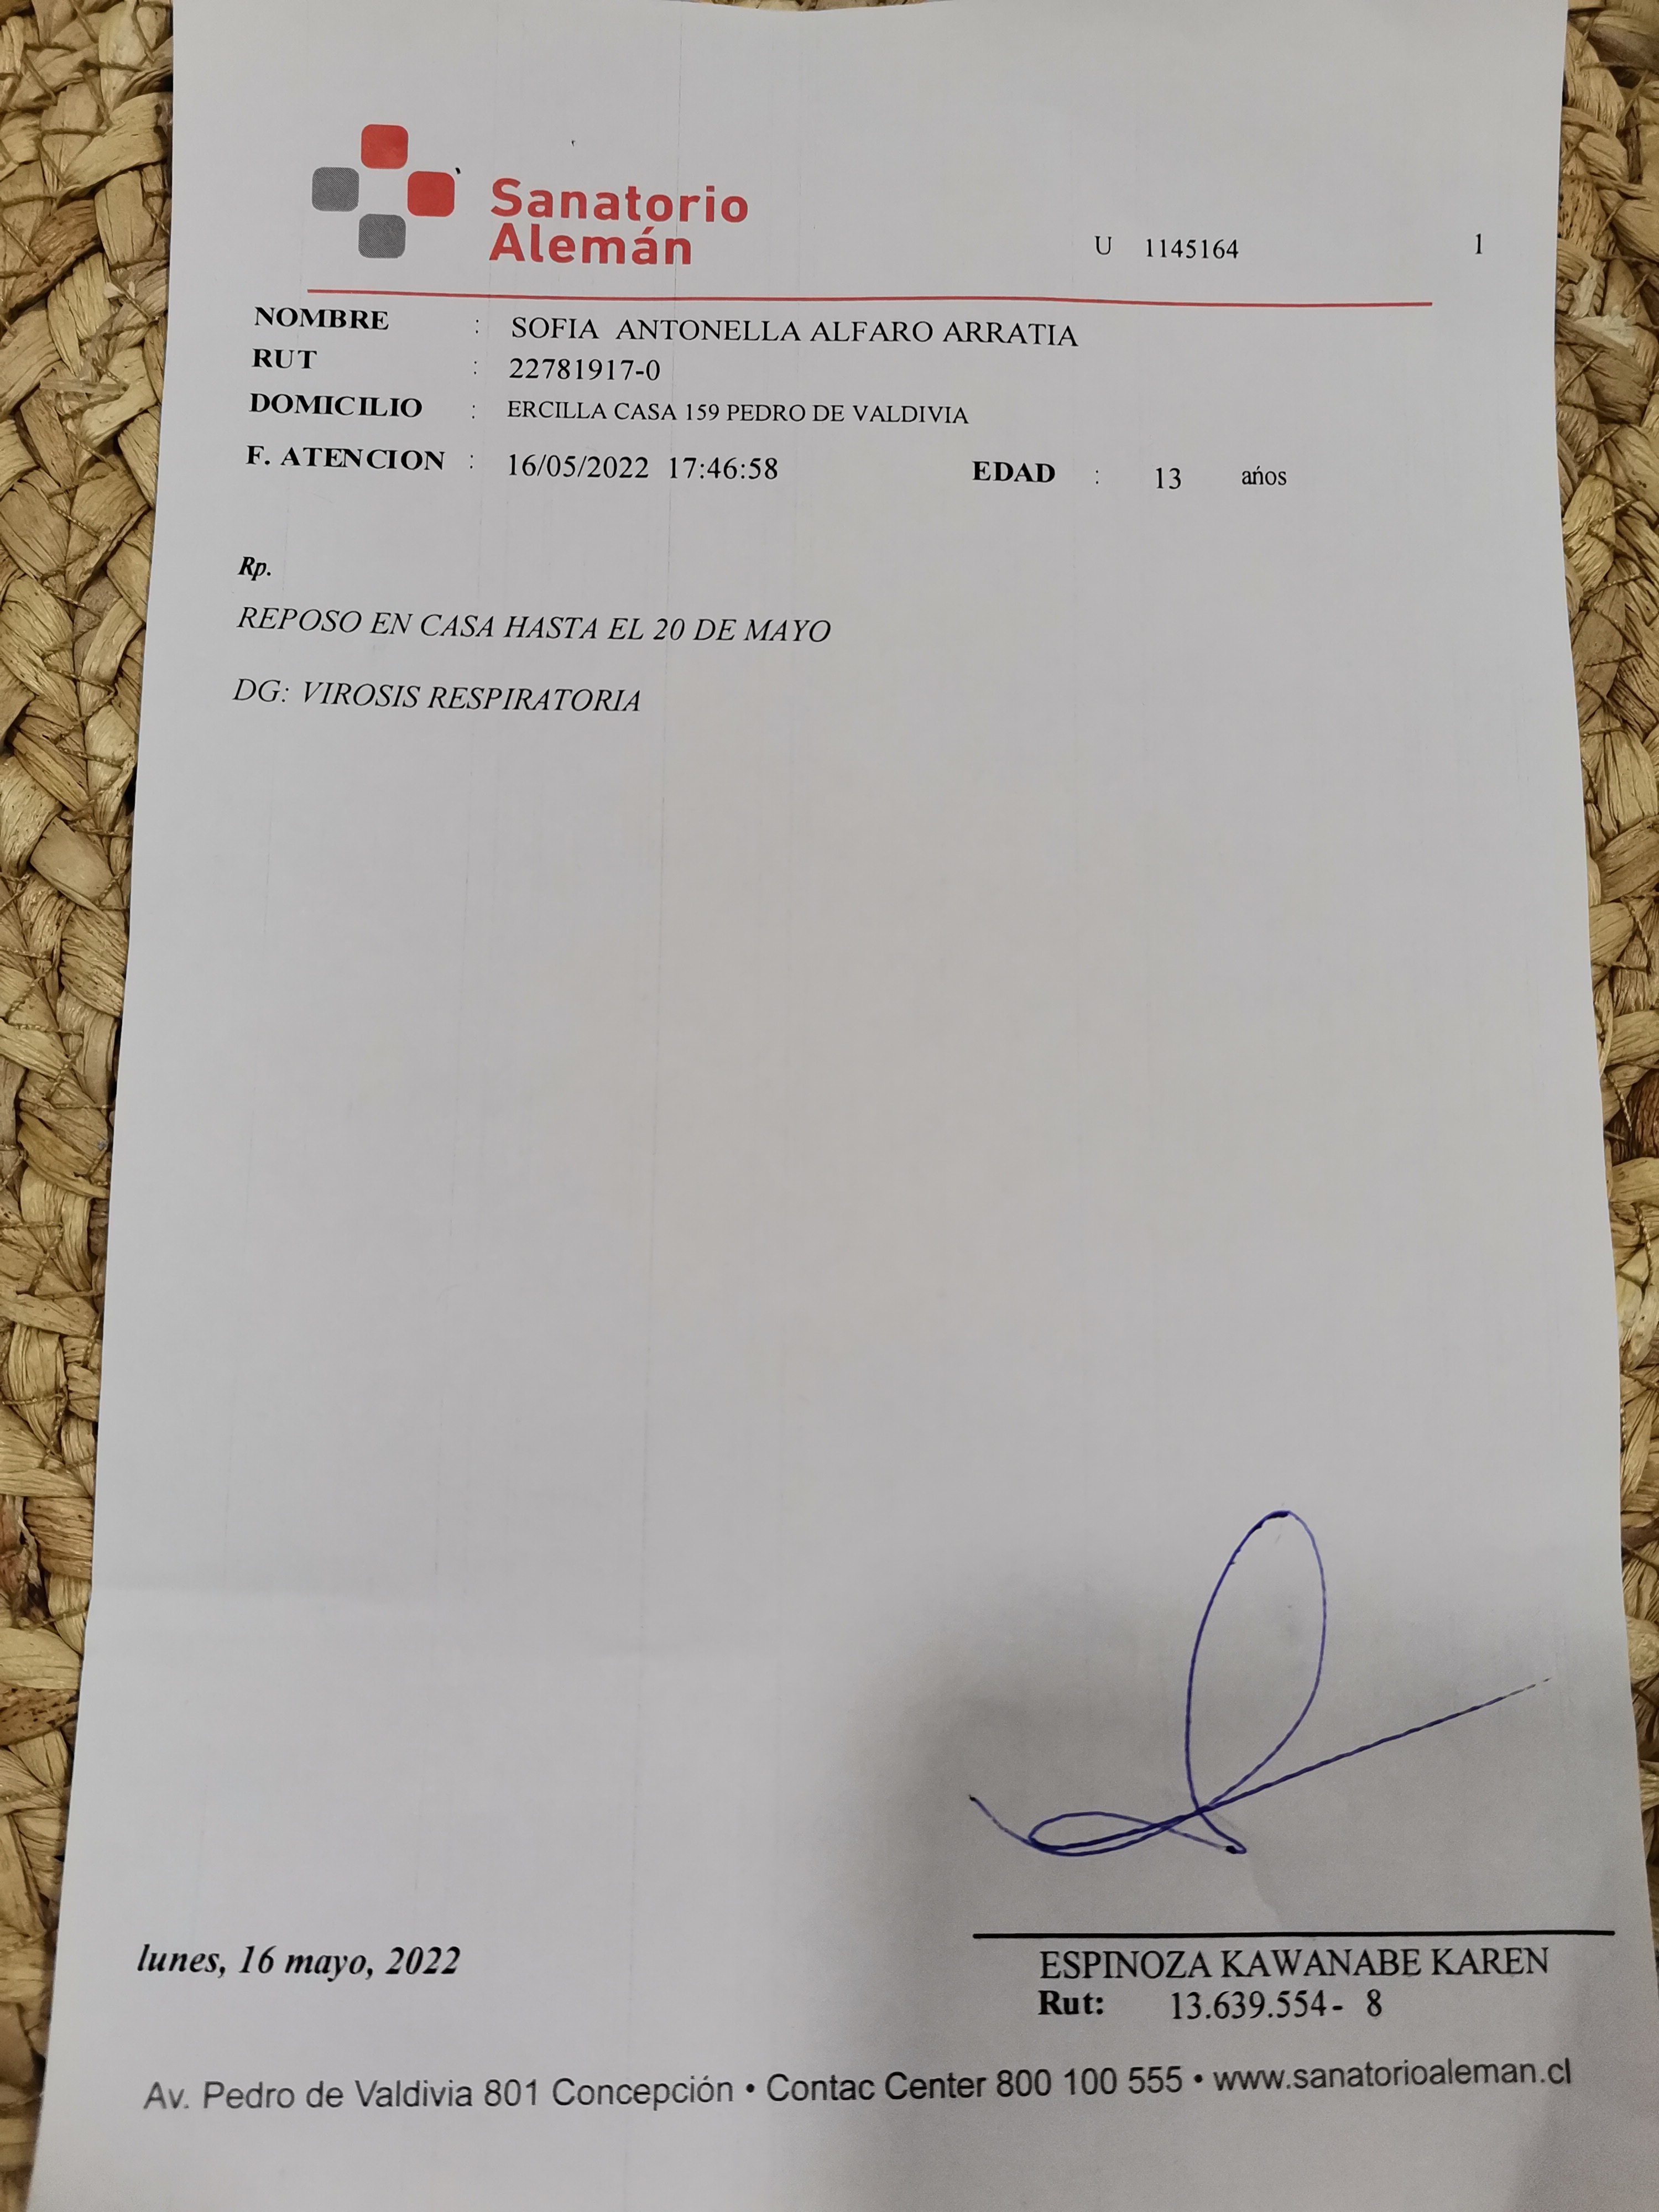 Sanatorio
Alemán
U 1145164 1
NOMBRE : SOFIA ANTONELLA ALFARO ARRATIA
RUT : 22781917-0
DOMICILIO : ERCILLA CASA 159 PEDRO DE VALDIVIA
F. ATENCION : 16/05/2022 17:46:58 EDAD : 13 ańos
Rp.
REPOSO EN CASA HASTA EL 20 DE MAYO
DG: VIROSIS RESPIRATORIA
lunes, 16 mayo, 2022
ESPINOZA KAWANABE KAREN
Rut: 13.639.554- 8
Av. Pedro de Valdivia 801 Concepción • Contac Center 800 100 555 • www.sanatorioaleman.cl